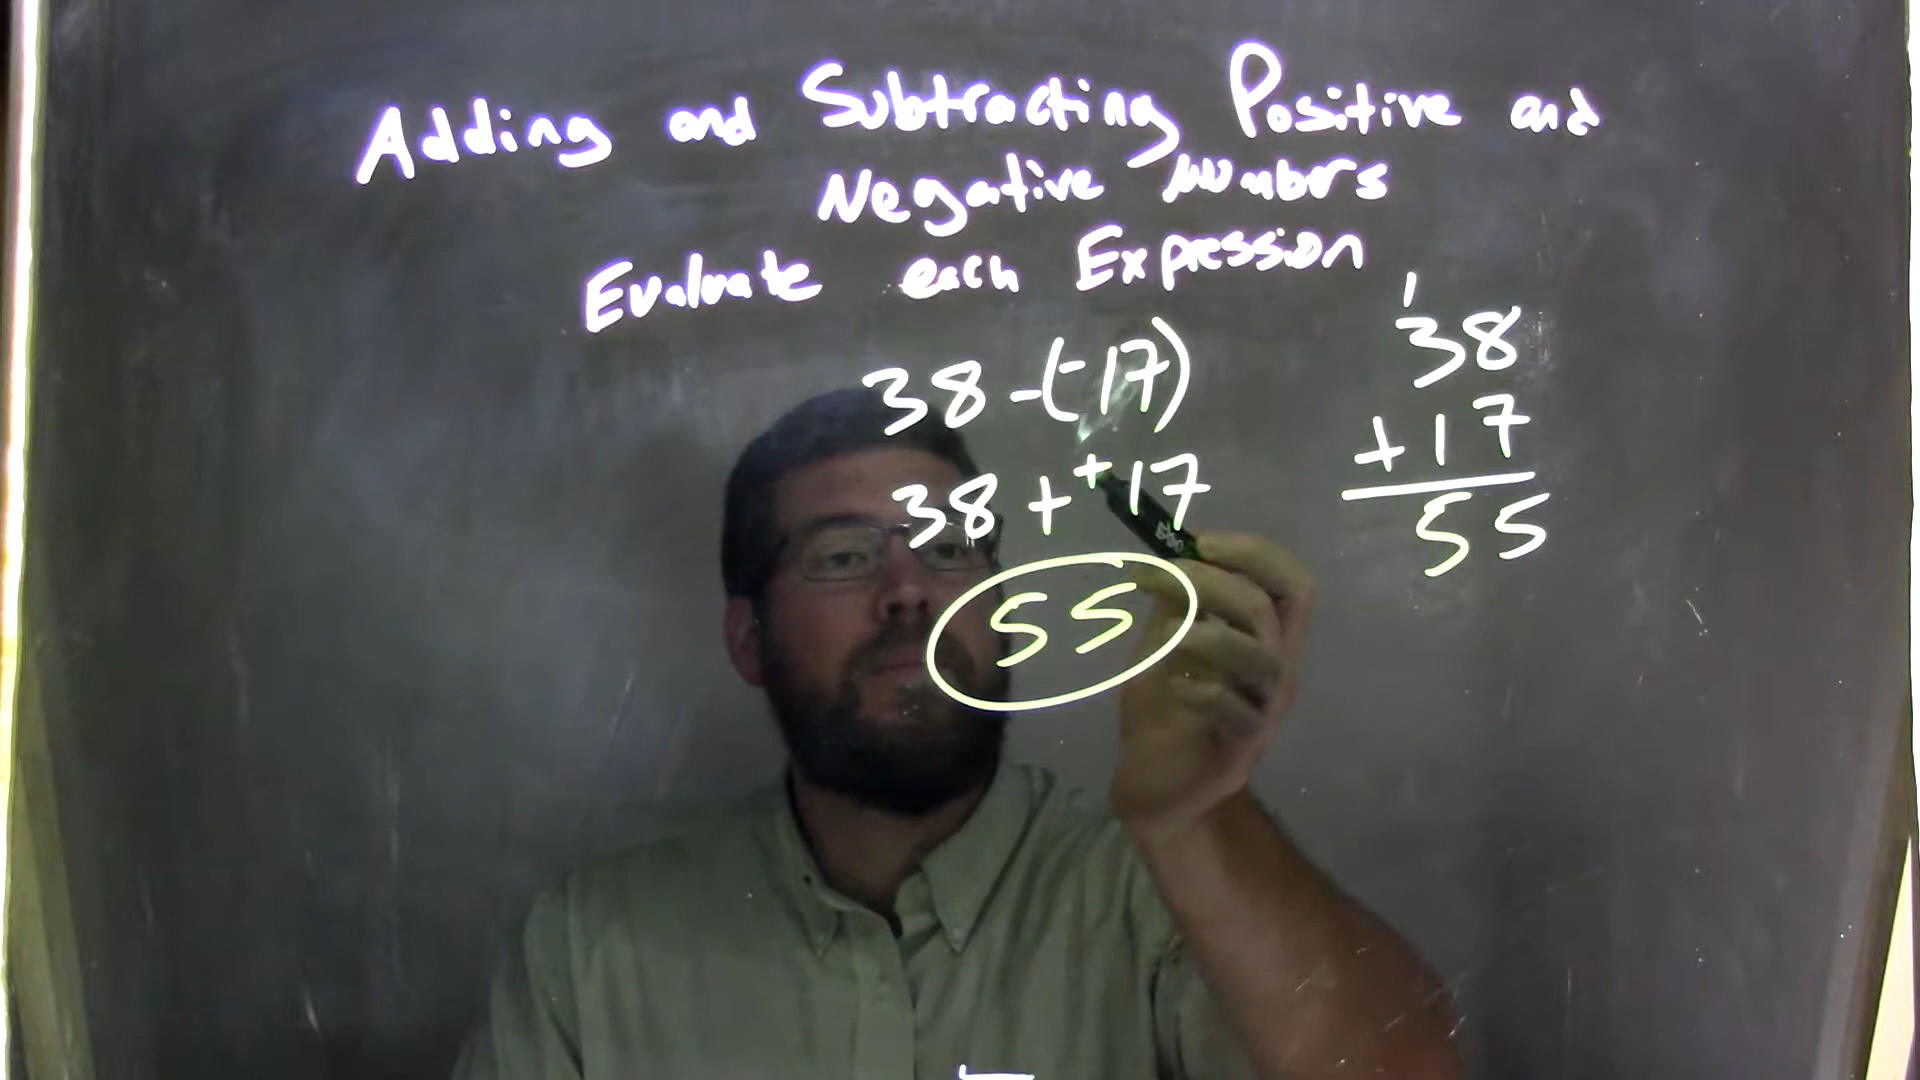 Adding and Subtracting Positive and
Negative Numbers
Evaluate each Expression
38 -(-17)
38 + +17
55
1
38
+17
55
Expo